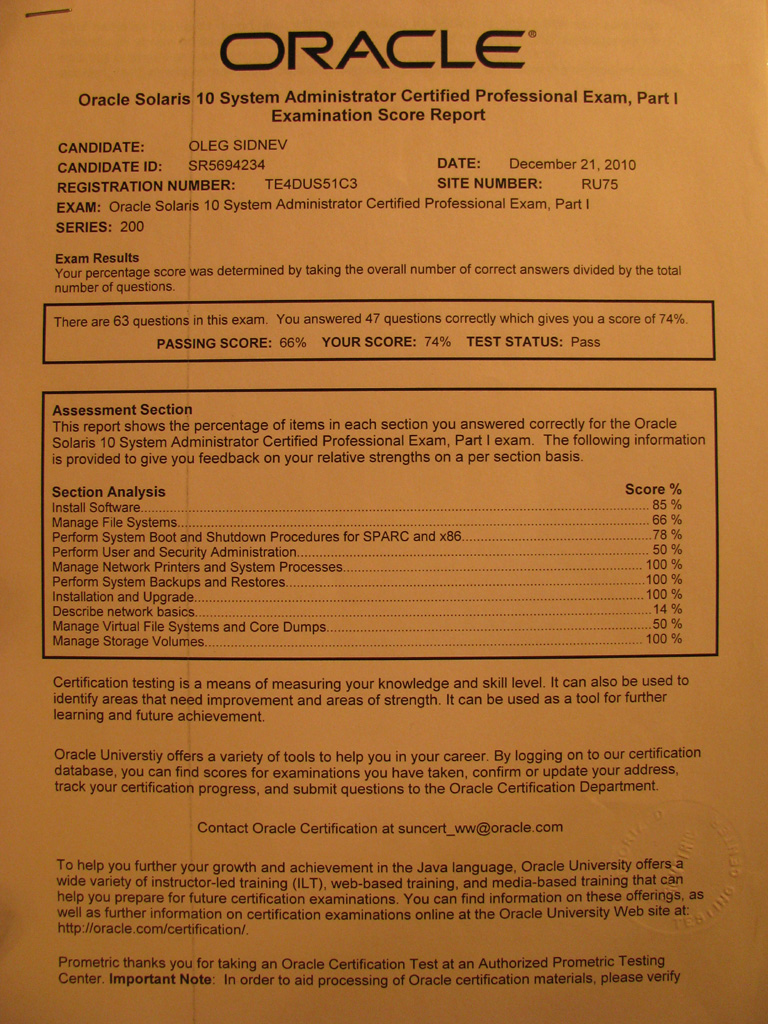 ORACLE®
Oracle Solaris 10 System Administrator Certified Professional Exam, Part I
Examination Score Report
CANDIDATE: OLEG SIDNEV
CANDIDATE ID: SR5694234 DATE: December 21, 2010
REGISTRATION NUMBER: TE4DUS51C3 SITE NUMBER: RU75
EXAM: Oracle Solaris 10 System Administrator Certified Professional Exam, Part I
SERIES: 200
Exam Results
Your percentage score was determined by taking the overall number of correct answers divided by the total
number of questions.
There are 63 questions in this exam. You answered 47 questions correctly which gives you a score of 74%.
PASSING SCORE: 66% YOUR SCORE: 74% TEST STATUS: Pass
Assessment Section
This report shows the percentage of items in each section you answered correctly for the Oracle
Solaris 10 System Administrator Certified Professional Exam, Part I exam. The following information
is provided to give you feedback on your relative strengths on a per section basis.
Section Analysis Score %
Install Software 85 %
Manage File Systems 66 %
Perform System Boot and Shutdown Procedures for SPARC and x86 78 %
Perform User and Security Administration 50 %
Manage Network Printers and System Processes 100 %
Perform System Backups and Restores 100 %
Installation and Upgrade 100 %
Describe network basics 14 %
Manage Virtual File Systems and Core Dumps 50 %
Manage Storage Volumes 100 %
Certification testing is a means of measuring your knowledge and skill level. It can also be used to
identify areas that need improvement and areas of strength. It can be used as a tool for further
learning and future achievement.
Oracle Universtiy offers a variety of tools to help you in your career. By logging on to our certification
database, you can find scores for examinations you have taken, confirm or update your address,
track your certification progress, and submit questions to the Oracle Certification Department.
Contact Oracle Certification at suncert_ww@oracle.com
To help you further your growth and achievement in the Java language, Oracle University offers a
wide variety of instructor-led training (ILT), web-based training, and media-based training that can
help you prepare for future certification examinations. You can find information on these offerings, as
well as further information on certification examinations online at the Oracle University Web site at:
http://oracle.com/certification/.
Prometric thanks you for taking an Oracle Certification Test at an Authorized Prometric Testing
Center. Important Note: In order to aid processing of Oracle certification materials, please verify